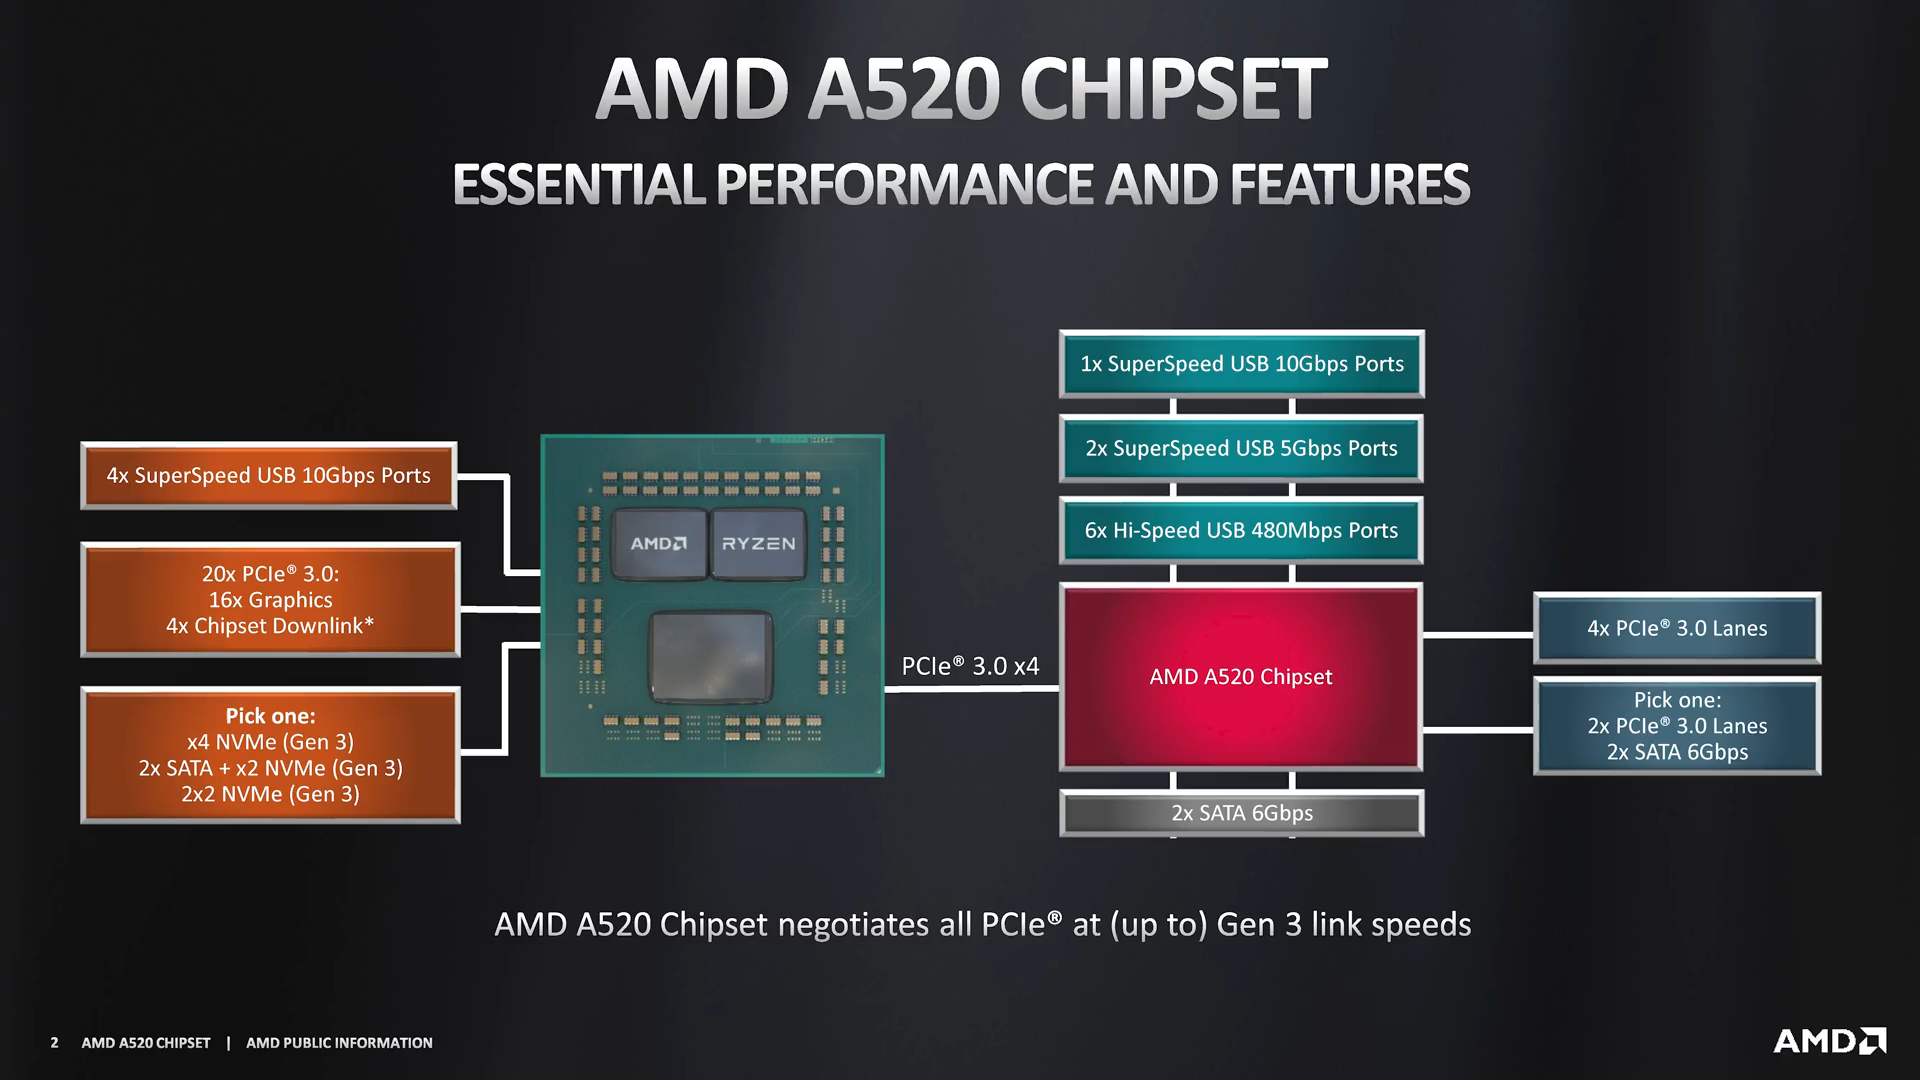 AMD A520 CHIPSET
ESSENTIAL PERFORMANCE AND FEATURES
4x SuperSpeed USB 10Gbps Ports
20x PCIe® 3.0:
16x Graphics
4x Chipset Downlink*
Pick one:
x4 NVMe (Gen 3)
2x SATA + x2 NVMe (Gen 3)
2x2 NVMe (Gen 3)
AMD
RYZEN
PCIe® 3.0 x4
1x SuperSpeed USB 10Gbps Ports
2x SuperSpeed USB 5Gbps Ports
6x Hi-Speed USB 480Mbps Ports
AMD A520 Chipset
2x SATA 6Gbps
4x PCIe® 3.0 Lanes
Pick one:
2x PCIe® 3.0 Lanes
2x SATA 6Gbps
AMD A520 Chipset negotiates all PCIe® at (up to) Gen 3 link speeds
2 AMD A520 CHIPSET | AMD PUBLIC INFORMATION
AMD